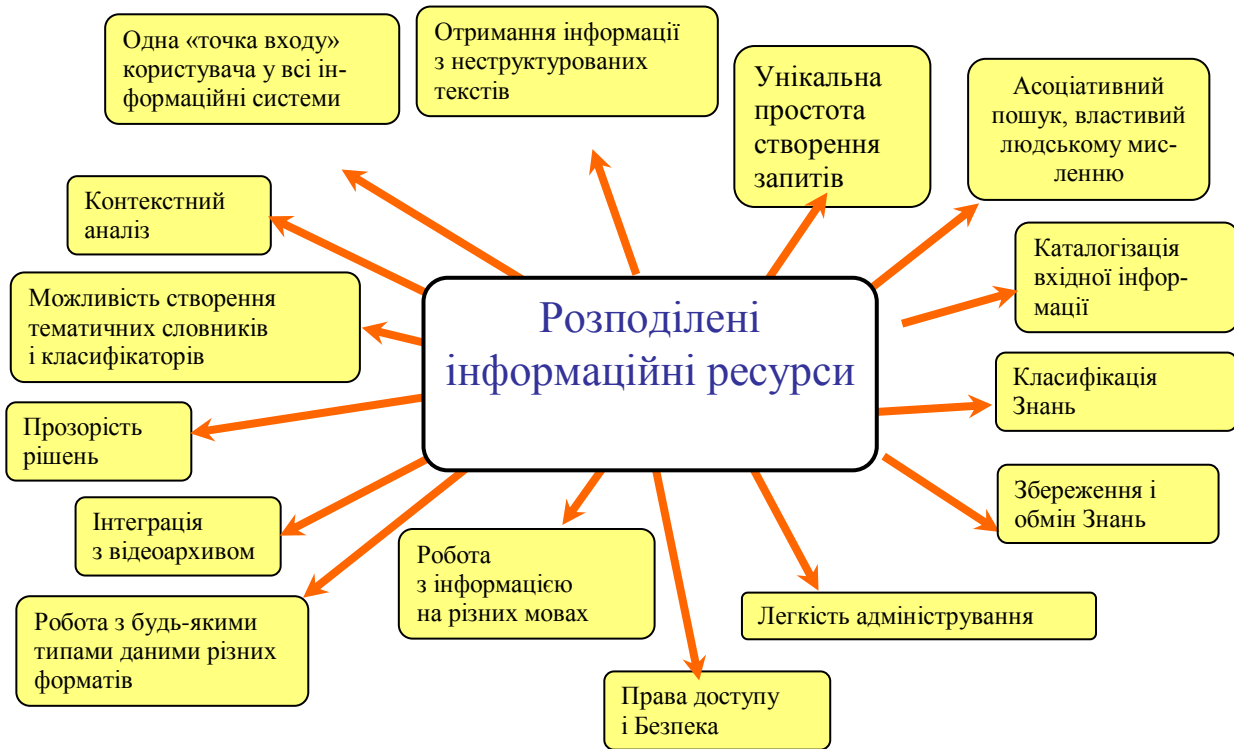 Одна «точка входу»
користувача у всі ін-
формаційні системи
Отримання інформації
з неструктурованих
текстів
Унікальна
простота
створення
запитів
Асоціативний
пошук, властивий
людському мис-
ленню
Контекстний
аналіз
Каталогізація
вхідної інфор-
мації
Можливість створення
тематичних словників
і класифікаторів
Розподілені
інформаційні ресурси
Класифікація
Знань
Прозорість
рішень
Збереження і
обмін Знань
Інтеграція
з відеоархивом
Робота
з інформацією
на різних мовах
Легкість адміністрування
Робота з будь-якими
типами даними різних
форматів
Права доступу
і Безпека